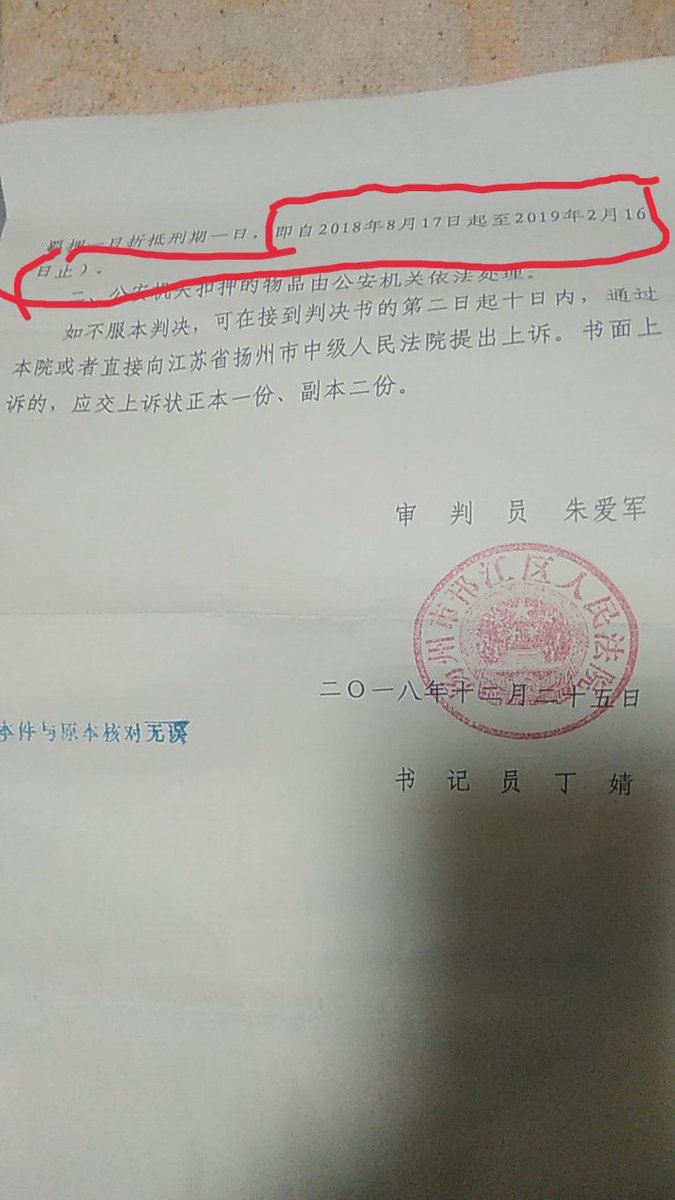 羁押一日折抵刑期一日，即自2018年8月17日起至2019年2月16
日止）。
二、公安机关扣押的物品由公安机关依法处理。
如不服本判决，可在接到判决书的第二日起十日内，通过
本院或者直接向江苏省扬州市中级人民法院提出上诉。书面上
诉的，应交上诉状正本一份、副本二份。
审 判 员 朱爱军
扬州市邗江区人民法院
二〇一八年十二月二十五日
本件与原本核对无误
书 记 员 丁 婧